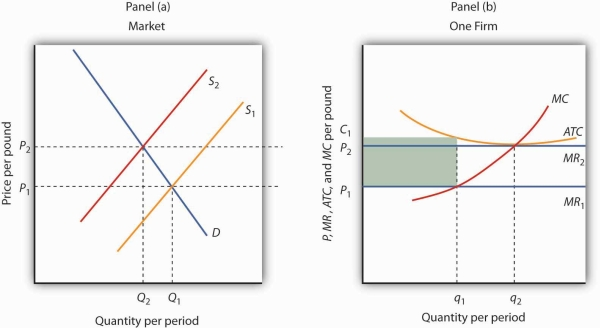 Panel (a)
Market
Price per pound
S₂
S₁
P₂
P₁
D
Q₂ Q₁
Quantity per period
Panel (b)
One Firm
P, MR, ATC, and MC per pound
MC
C₁
ATC
P₂
MR₂
P₁
MR₁
q₁ q₂
Quantity per period